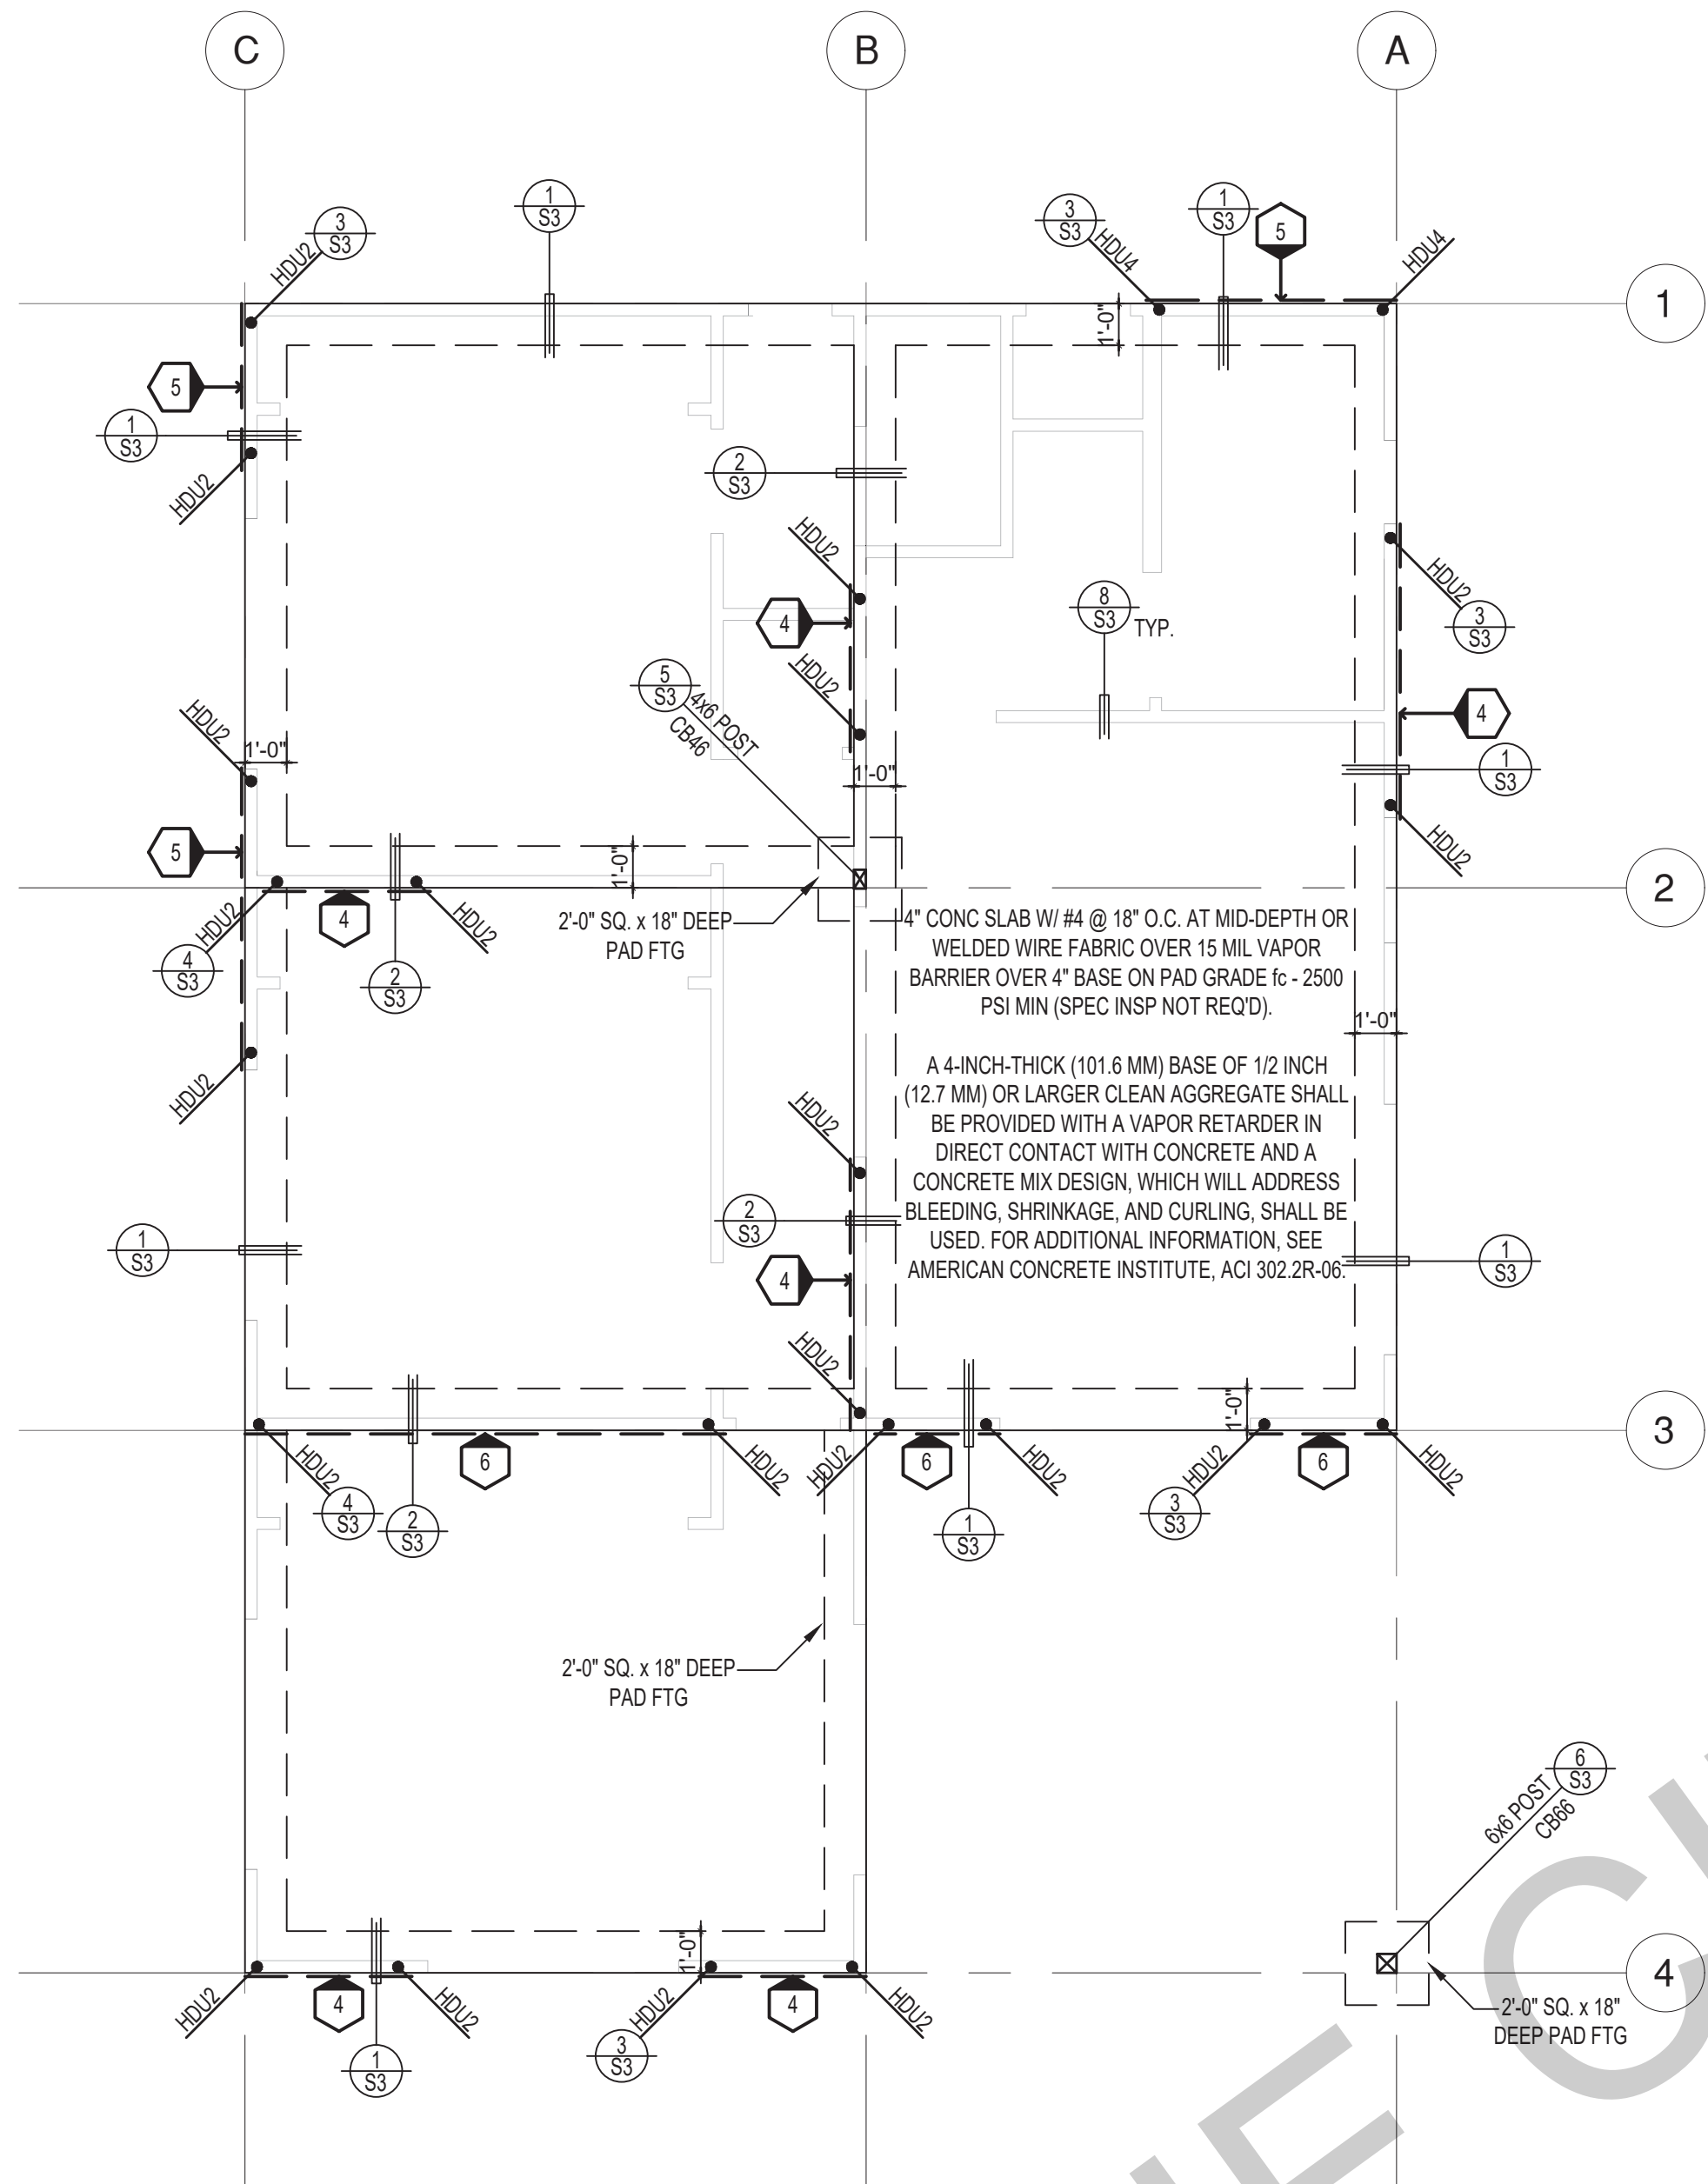 C
B
A
1
S3
3
S3
HDU2
3
S3
HDU4
1
S3
5
HDU4
1
1'-0"
5
1
S3
HDU2
2
S3
HDU2
4
HDU2
8
S3
TYP.
HDU2
3
S3
5
S3
4x6 POST
CB46
4
HDU2
1'-0"
1'-0"
1
S3
5
1'-0"
HDU2
2
HDU2
4
HDU2
4
S3
2
S3
2'-0" SQ. x 18" DEEP
PAD FTG
4" CONC SLAB W/ #4 @ 18" O.C. AT MID-DEPTH OR
WELDED WIRE FABRIC OVER 15 MIL VAPOR
BARRIER OVER 4" BASE ON PAD GRADE fc - 2500
PSI MIN (SPEC INSP NOT REQ'D).
1'-0"
A 4-INCH-THICK (101.6 MM) BASE OF 1/2 INCH
(12.7 MM) OR LARGER CLEAN AGGREGATE SHALL
BE PROVIDED WITH A VAPOR RETARDER IN
DIRECT CONTACT WITH CONCRETE AND A
CONCRETE MIX DESIGN, WHICH WILL ADDRESS
BLEEDING, SHRINKAGE, AND CURLING, SHALL BE
USED. FOR ADDITIONAL INFORMATION, SEE
AMERICAN CONCRETE INSTITUTE, ACI 302.2R-06.
HDU2
HDU2
2
S3
1
S3
1
S3
4
HDU2
1'-0"
3
HDU2
4
S3
2
S3
6
HDU2
HDU2
6
HDU2
1
S3
HDU2
3
S3
6
HDU2
2'-0" SQ. x 18" DEEP
PAD FTG
6
S3
6x6 POST
CB66
1'-0"
4
HDU2
4
HDU2
1
S3
HDU2
3
S3
4
HDU2
2'-0" SQ. x 18"
DEEP PAD FTG